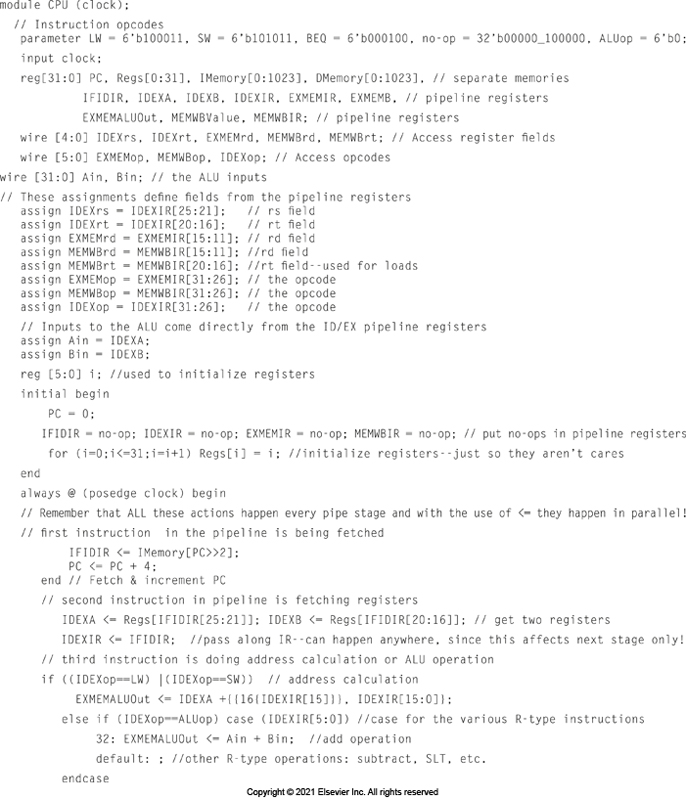 module CPU (clock);
// Instruction opcodes
parameter LW = 6'b100011, SW = 6'b101011, BEQ = 6'b000100, no-op = 32'b00000_100000, ALUop = 6'b0;
input clock;
reg[31:0] PC, Regs[0:31], IMemory[0:1023], DMemory[0:1023], // separate memories
IFIDIR, IDEXA, IDEXB, IDEXIR, EXMEMIR, EXMEMB, // pipeline registers
EXMEMALUOut, MEMWBValue, MEMWBIR; // pipeline registers
wire [4:0] IDEXrs, IDEXrt, EXMEMrd, MEMWBrd, MEMWBrt; // Access register fields
wire [5:0] EXMEMop, MEMWBop, IDEXop; // Access opcodes
wire [31:0] Ain, Bin; // the ALU inputs
// These assignments define fields from the pipeline registers
assign IDEXrs = IDEXIR[25:21]; // rs field
assign IDEXrt = IDEXIR[20:16]; // rt field
assign EXMEMrd = EXMEMIR[15:11]; // rd field
assign MEMWBrd = MEMWBIR[15:11]; //rd field
assign MEMWBrt = MEMWBIR[20:16]; //rt field--used for loads
assign EXMEMop = EXMEMIR[31:26]; // the opcode
assign MEMWBop = MEMWBIR[31:26]; // the opcode
assign IDEXop = IDEXIR[31:26]; // the opcode
// Inputs to the ALU come directly from the ID/EX pipeline registers
assign Ain = IDEXA;
assign Bin = IDEXB;
reg [5:0] i; //used to initialize registers
initial begin
PC = 0;
IFIDIR = no-op; IDEXIR = no-op; EXMEMIR = no-op; MEMWBIR = no-op; // put no-ops in pipeline registers
for (i=0;i<=31;i=i+1) Regs[i] = i; //initialize registers--just so they aren't cares
end
always @ (posedge clock) begin
// Remember that ALL these actions happen every pipe stage and with the use of <= they happen in parallel!
// first instruction in the pipeline is being fetched
IFIDIR <= IMemory[PC>>2];
PC <= PC + 4;
end // Fetch & increment PC
// second instruction in pipeline is fetching registers
IDEXA <= Regs[IFIDIR[25:21]]; IDEXB <= Regs[IFIDIR[20:16]]; // get two registers
IDEXIR <= IFIDIR; //pass along IR--can happen anywhere, since this affects next stage only!
// third instruction is doing address calculation or ALU operation
if ((IDEXop==LW) |(IDEXop==SW)) // address calculation
EXMEMALUOut <= IDEXA +{{16{IDEXIR[15]}}, IDEXIR[15:0]};
else if (IDEXop==ALUop) case (IDEXIR[5:0]) //case for the various R-type instructions
32: EXMEMALUOut <= Ain + Bin; //add operation
default: ; //other R-type operations: subtract, SLT, etc.
endcase
Copyright © 2021 Elsevier Inc. All rights reserved